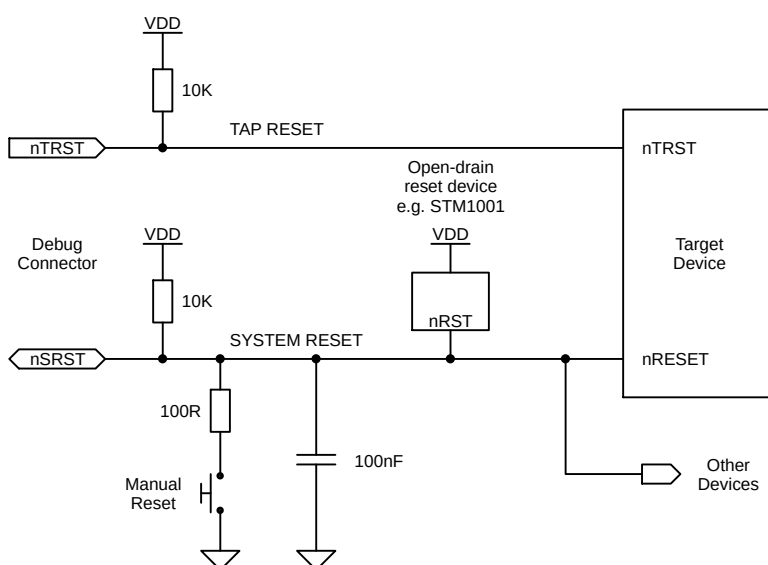 VDD
10K
TAP RESET
nTRST
nTRST
Open-drain
reset device
e.g. STM1001
VDD
VDD
Debug
Connector
Target
Device
10K
nRST
SYSTEM RESET
nSRST
nRESET
100R
100nF
Manual
Reset
Other
Devices